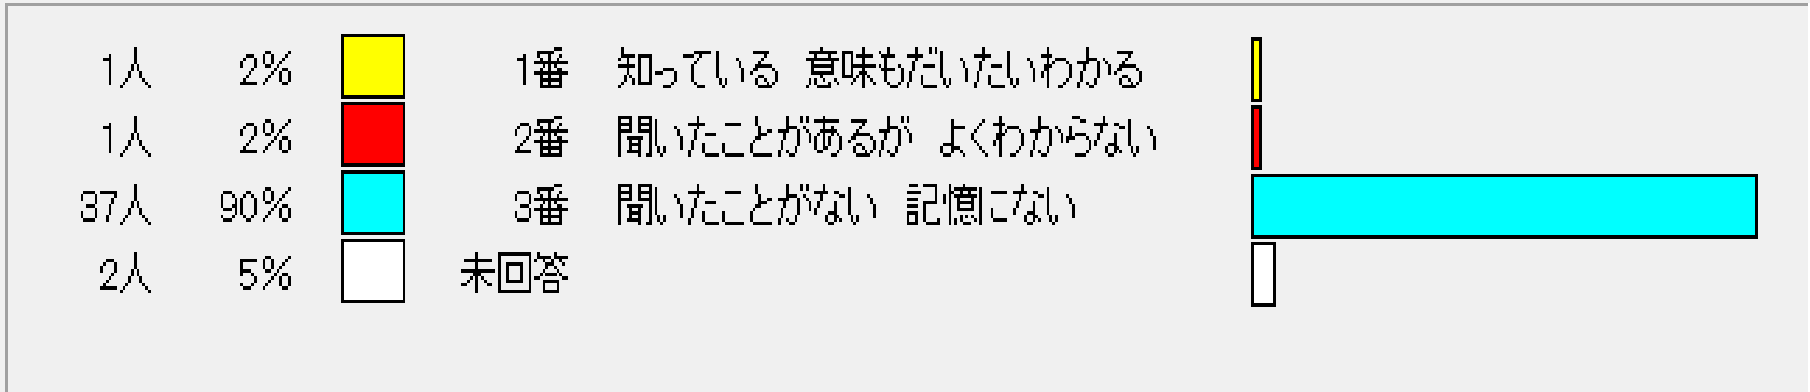 1人 2% 1番 知っている 意味もだいたいわかる
1人 2% 2番 聞いたことがあるが よくわからない
37人 90% 3番 聞いたことがない 記憶にない
2人 5% 未回答